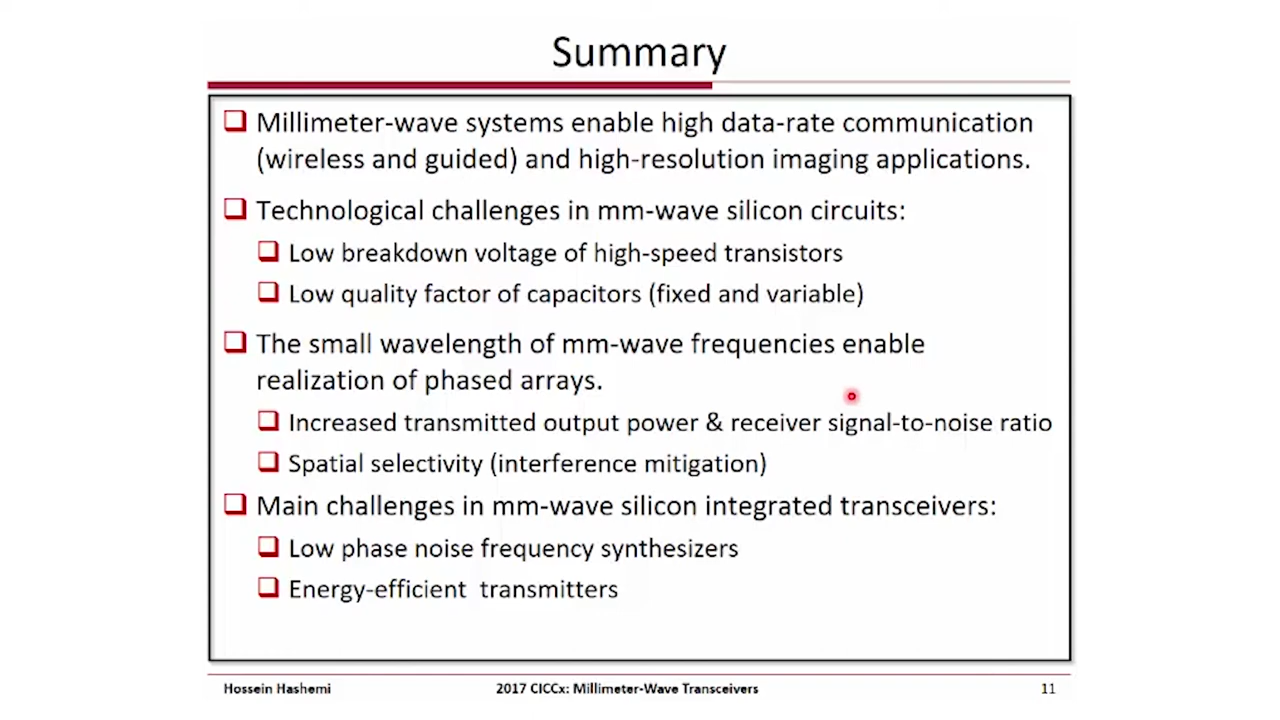 Summary
Millimeter-wave systems enable high data-rate communication
(wireless and guided) and high-resolution imaging applications.
Technological challenges in mm-wave silicon circuits:
Low breakdown voltage of high-speed transistors
Low quality factor of capacitors (fixed and variable)
The small wavelength of mm-wave frequencies enable
realization of phased arrays.
Increased transmitted output power & receiver signal-to-noise ratio
Spatial selectivity (interference mitigation)
Main challenges in mm-wave silicon integrated transceivers:
Low phase noise frequency synthesizers
Energy-efficient transmitters
Hossein Hashemi 2017 CICCx: Millimeter-Wave Transceivers 11